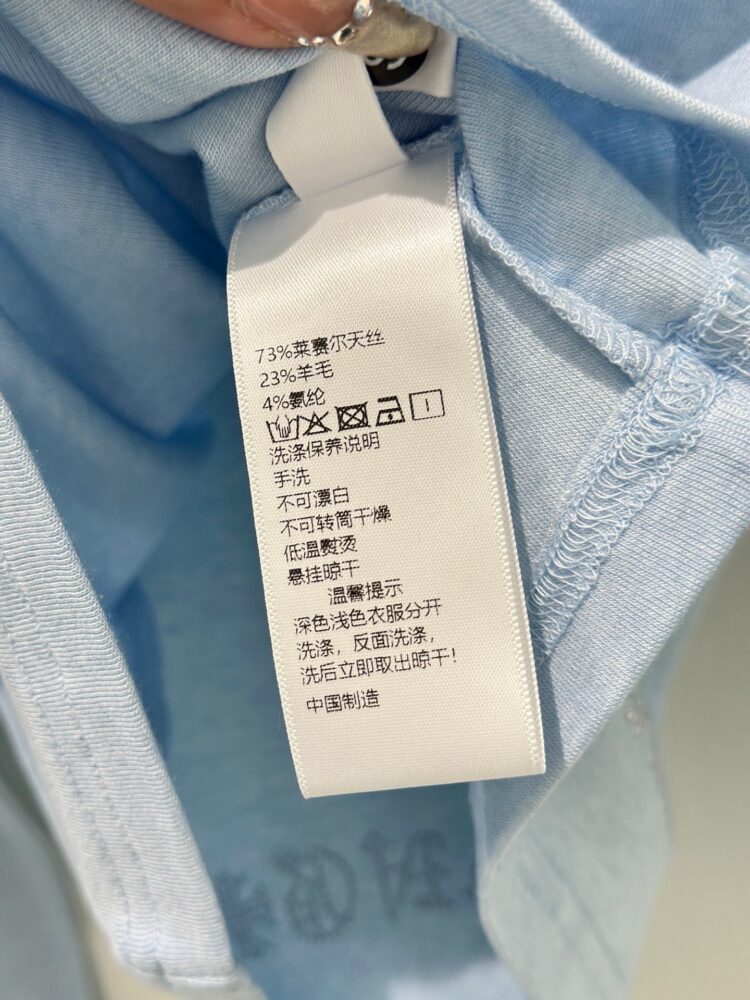 73%莱赛尔天丝
23%羊毛
4%氨纶
洗涤保养说明
手洗
不可漂白
不可转筒干燥
低温熨烫
悬挂晾干
温馨提示
深色浅色衣服分开
洗涤，反面洗涤，
洗后立即取出晾干！
中国制造